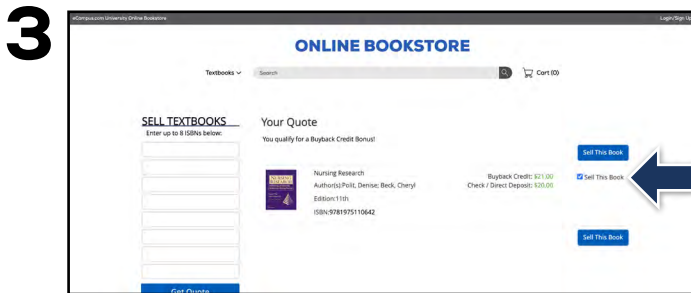 3
eCampus.com University Online Bookstore
Login/Sign Up
ONLINE BOOKSTORE
Textbooks
Search
Cart (0)
SELL TEXTBOOKS
Enter up to 8 ISBNs below:
Get Quote
Your Quote
You qualify for a Buyback Credit Bonus!
Sell This Book
Nursing Research
Author(s):Polit, Denise; Beck, Cheryl
Edition:11th
ISBN:9781975110642
Buyback Credit: $21.00
Check / Direct Deposit: $20.00
Sell This Book
Sell This Book